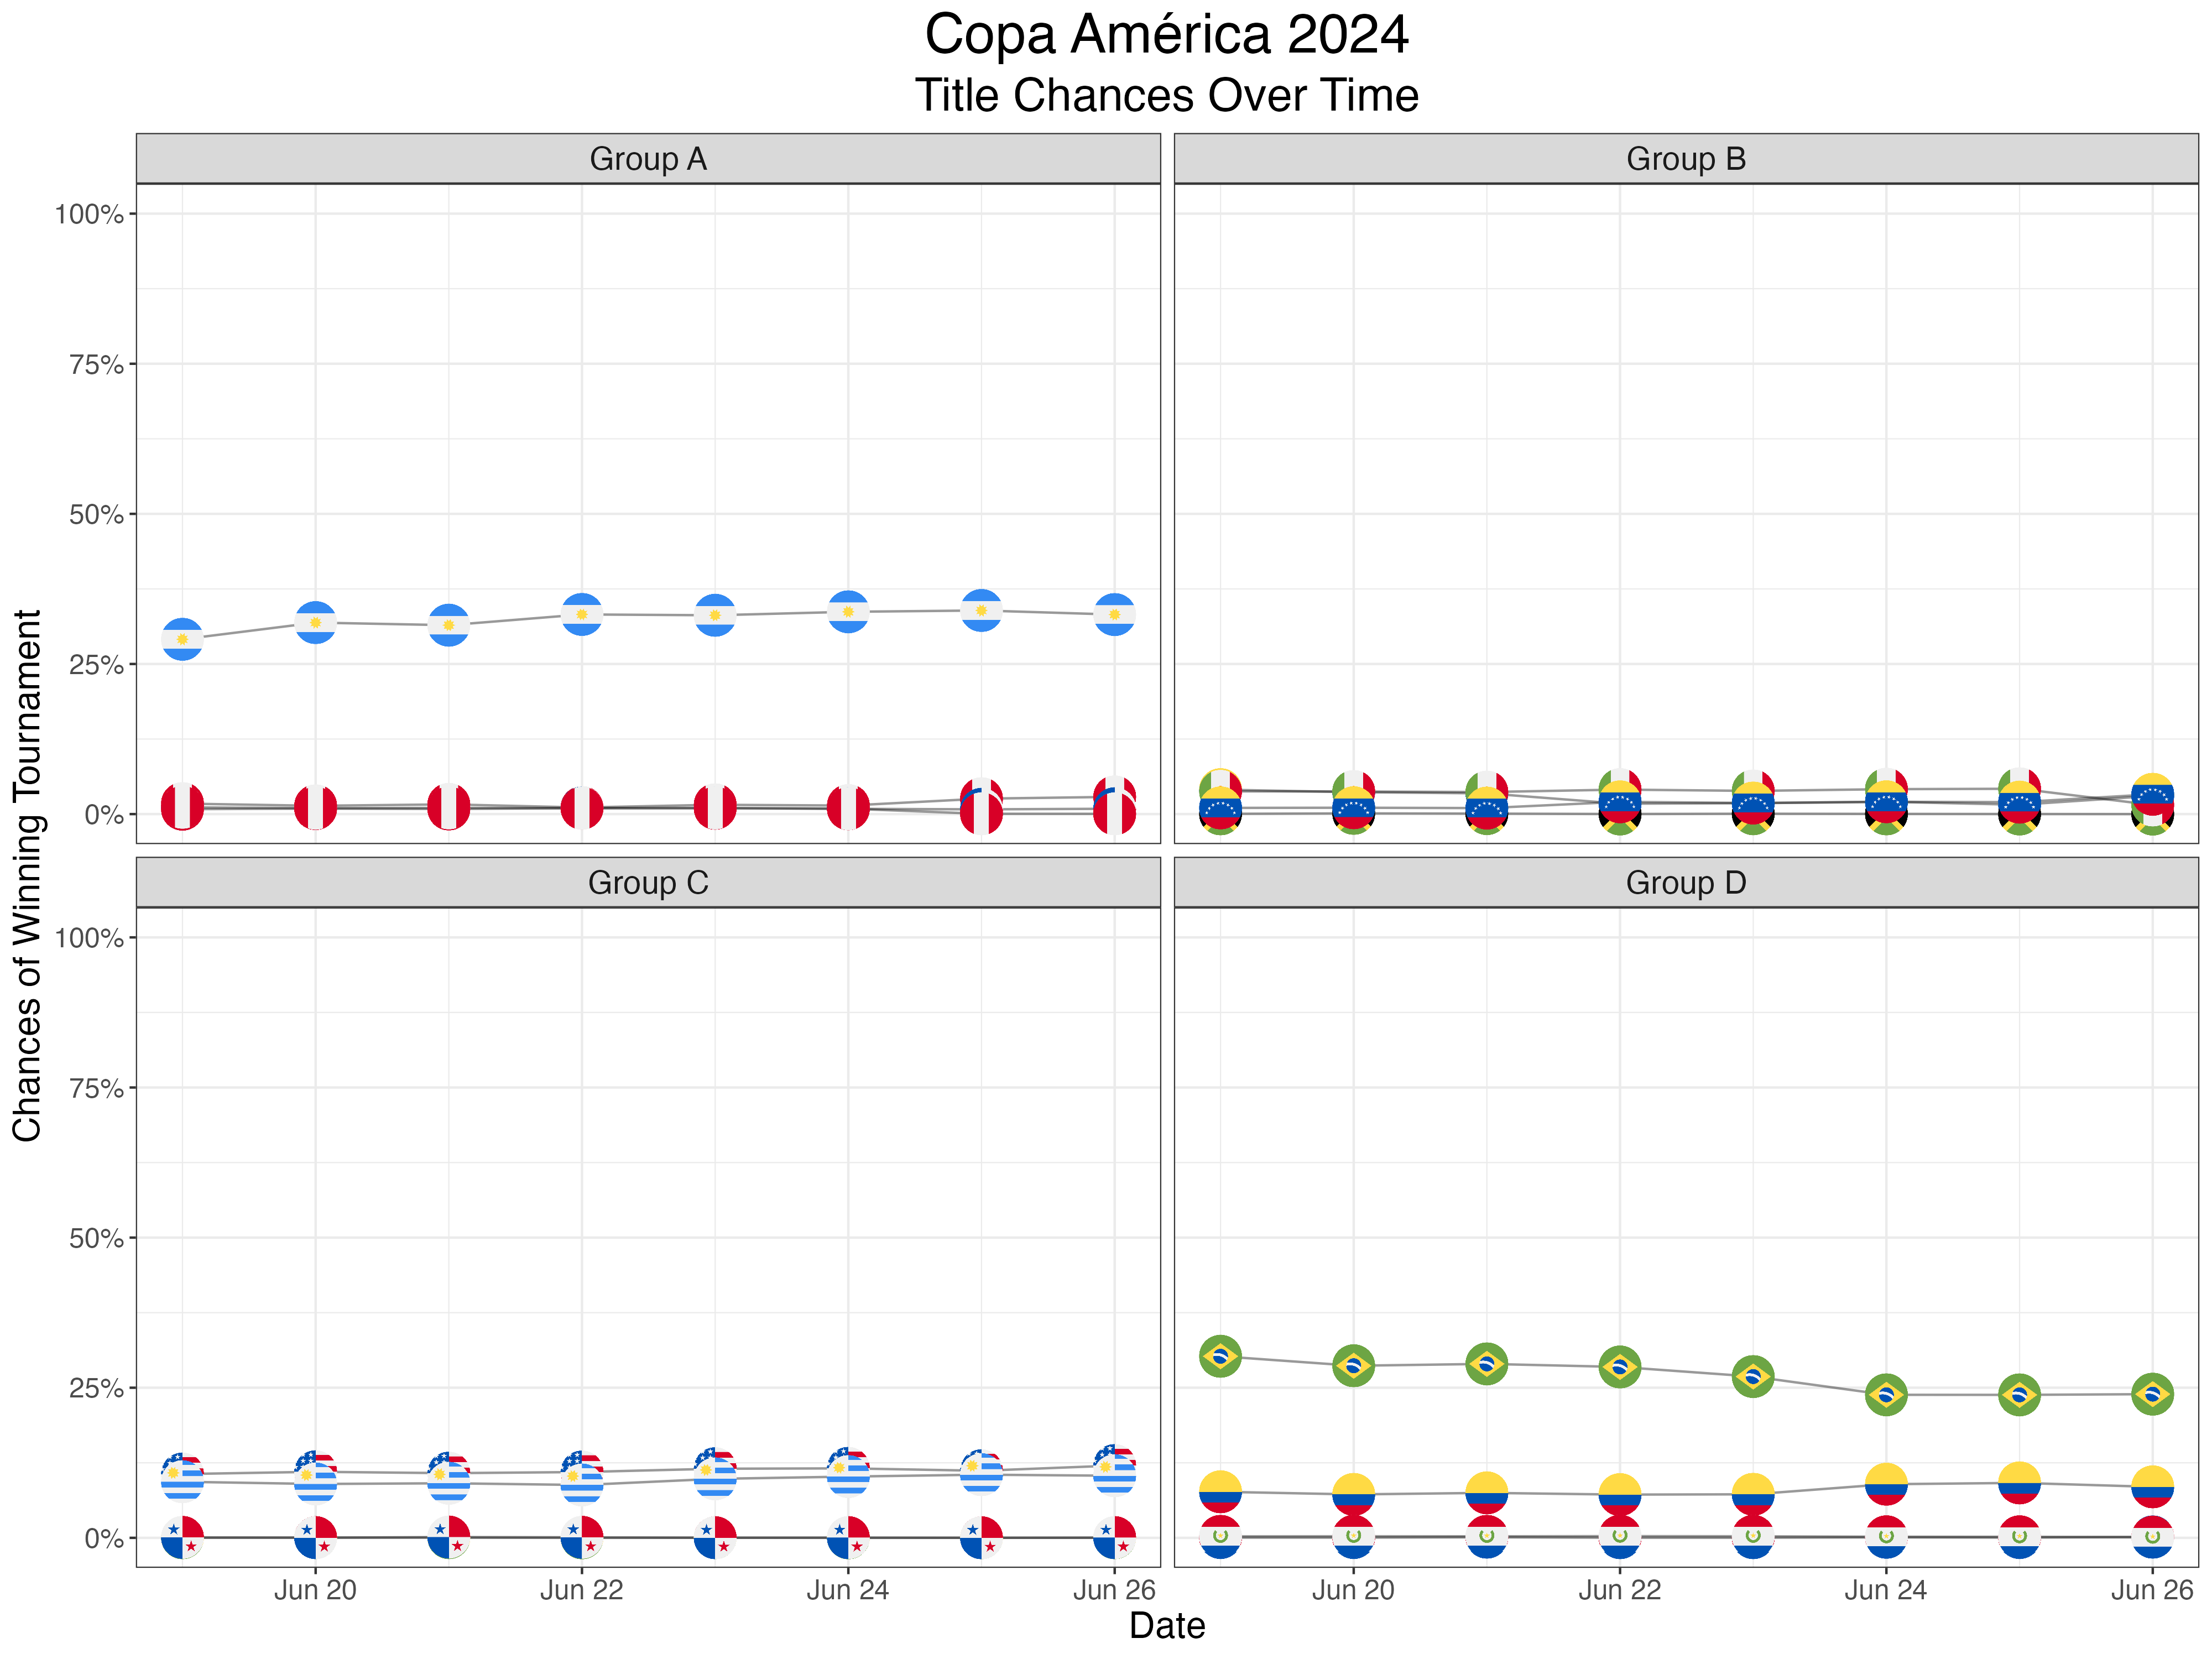 Copa América 2024
Title Chances Over Time
Group A
Group B
100%
75%
50%
25%
0%
Group C
Group D
100%
75%
50%
25%
0%
Jun 20
Jun 22
Jun 24
Jun 26
Jun 20
Jun 22
Jun 24
Jun 26
Date
Chances of Winning Tournament